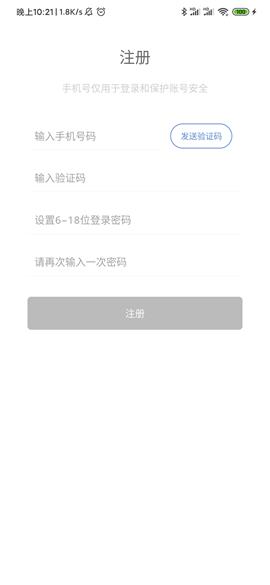 晚上10:21 | 1.8K/s
100
注册
手机号仅用于登录和保护账号安全
输入手机号码
发送验证码
输入验证码
设置6-18位登录密码
请再次输入一次密码
注册